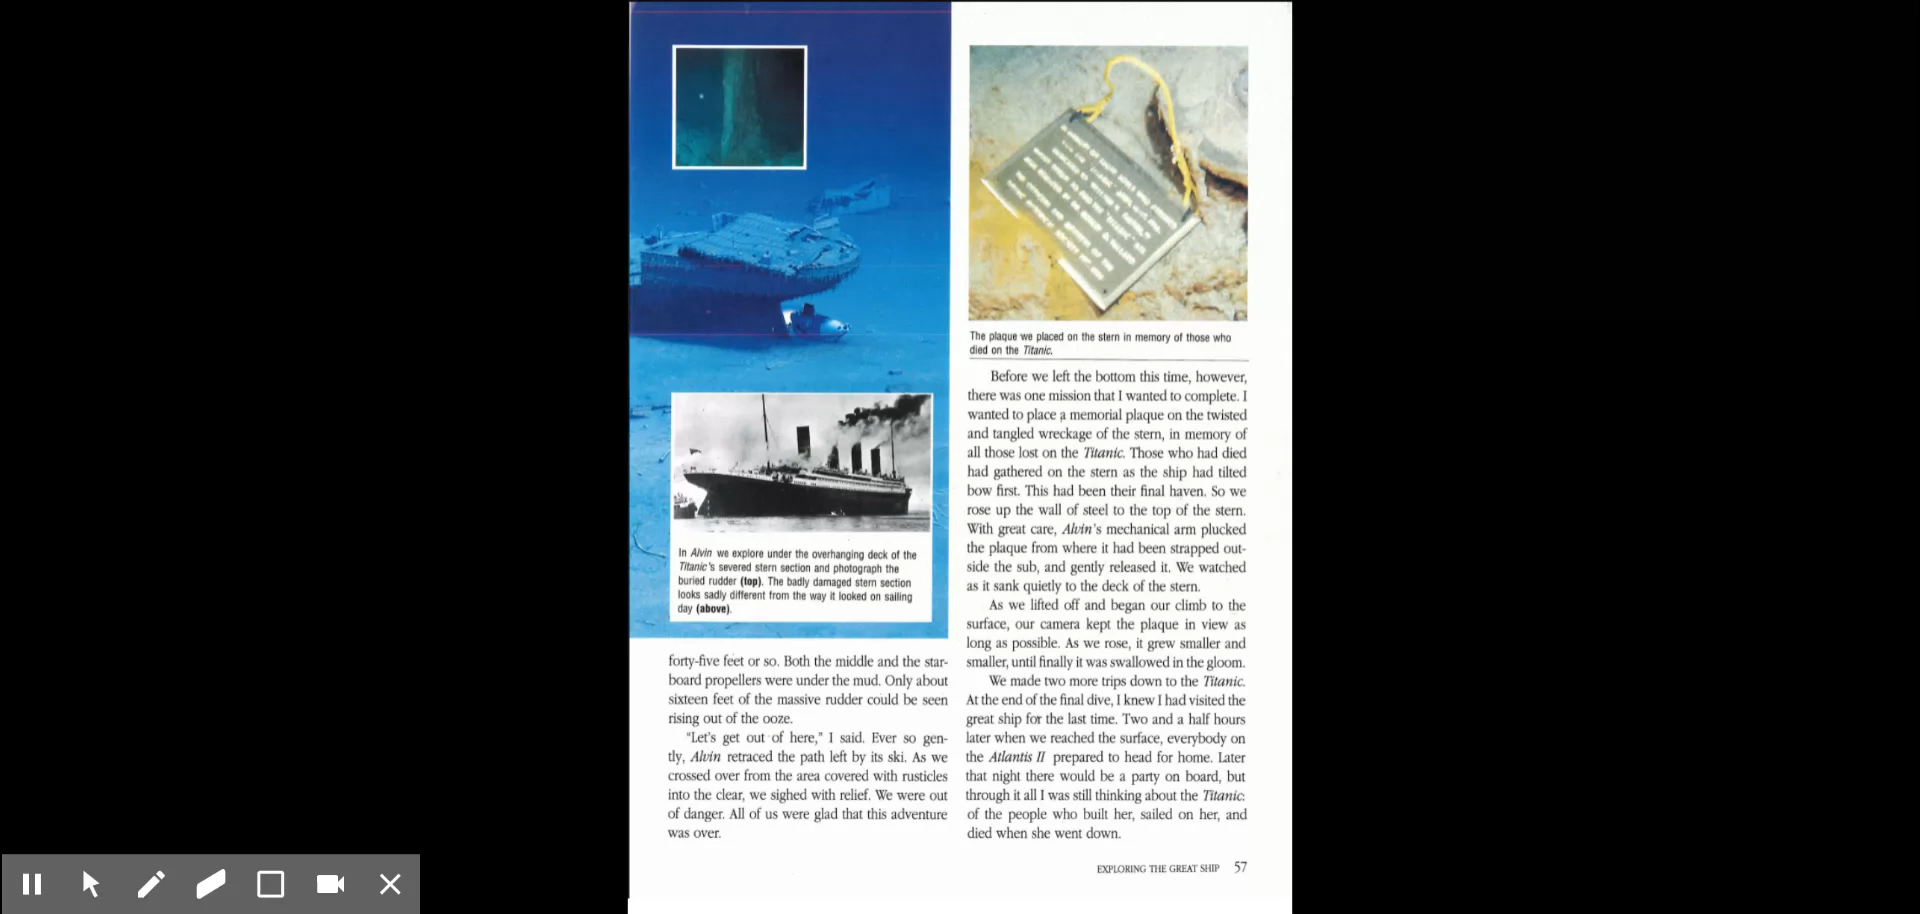 In Alvin we explore under the overhanging deck of the
Titanic's severed stern section and photograph the
buried rudder (top). The badly damaged stern section
looks sadly different from the way it looked on sailing
day (above).
forty-five feet or so. Both the middle and the star-
board propellers were under the mud. Only about
sixteen feet of the massive rudder could be seen
rising out of the ooze.
"Let's get out of here," I said. Ever so gen-
tly, Alvin retraced the path left by its ski. As we
crossed over from the area covered with rusticles
into the clear, we sighed with relief. We were out
of danger. All of us were glad that this adventure
was over.
The plaque we placed on the stern in memory of those who
died on the Titanic.
Before we left the bottom this time, however,
there was one mission that I wanted to complete. I
wanted to place a memorial plaque on the twisted
and tangled wreckage of the stern, in memory of
all those lost on the Titanic. Those who had died
had gathered on the stern as the ship had tilted
bow first. This had been their final haven. So we
rose up the wall of steel to the top of the stern.
With great care, Alvin's mechanical arm plucked
the plaque from where it had been strapped out-
side the sub, and gently released it. We watched
as it sank quietly to the deck of the stern.
As we lifted off and began our climb to the
surface, our camera kept the plaque in view as
long as possible. As we rose, it grew smaller and
smaller, until finally it was swallowed in the gloom.
We made two more trips down to the Titanic.
At the end of the final dive, I knew I had visited the
great ship for the last time. Two and a half hours
later when we reached the surface, everybody on
the Atlantis II prepared to head for home. Later
that night there would be a party on board, but
through it all I was still thinking about the Titanic:
of the people who built her, sailed on her, and
died when she went down.
EXPLORING THE GREAT SHIP 57